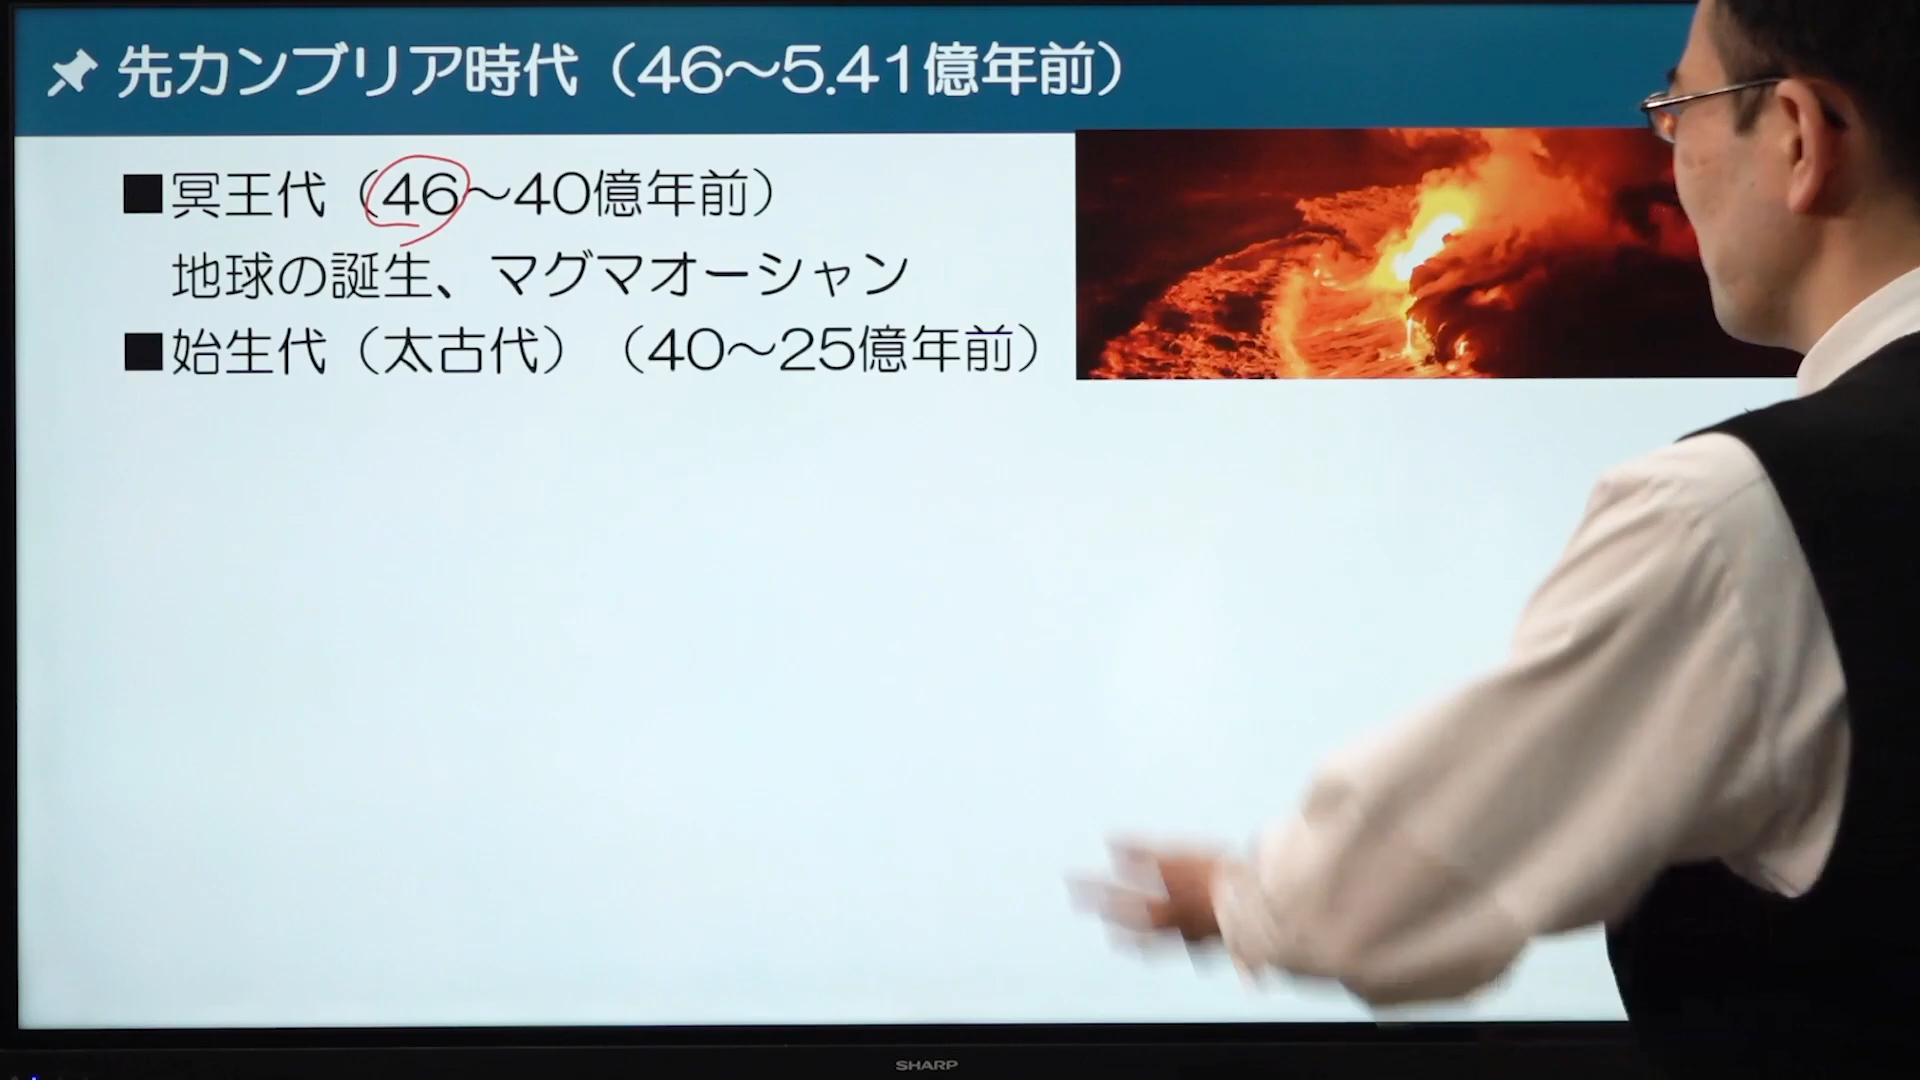 先カンブリア時代（46～5.41億年前）
■冥王代（46～40億年前）
地球の誕生、マグマオーシャン
■始生代（太古代）（40～25億年前）
SHARP